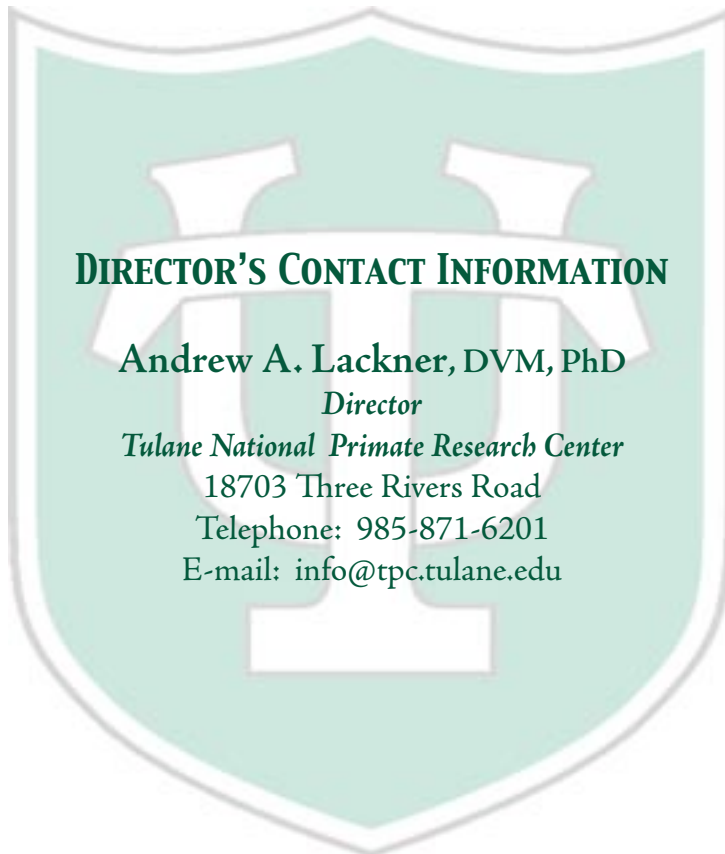 DIRECTOR'S CONTACT INFORMATION
Andrew A. Lackner, DVM, PhD
Director
Tulane National Primate Research Center
18703 Three Rivers Road
Telephone: 985-871-6201
E-mail: info@tpc.tulane.edu